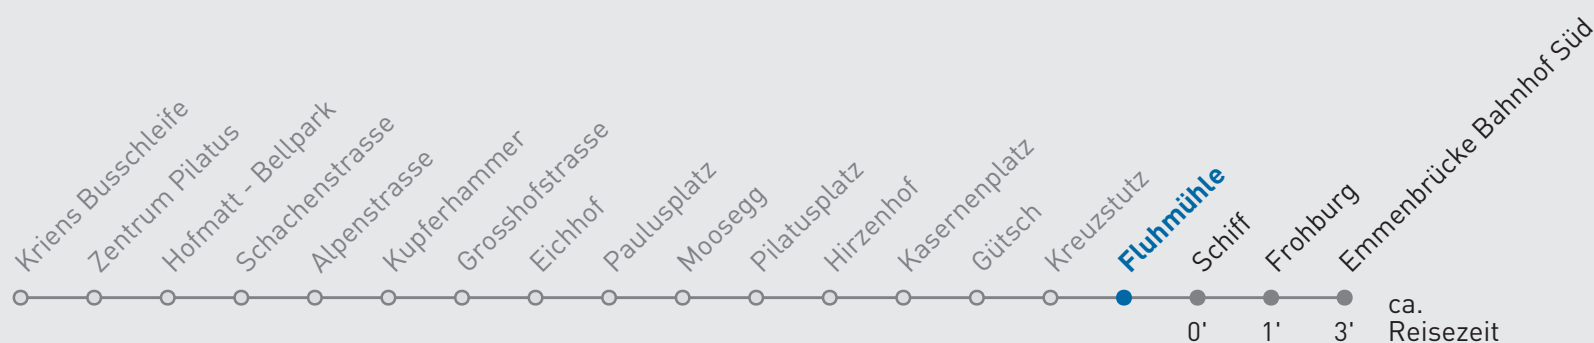 Kriens Busschleife
Zentrum Pilatus
Hofmatt - Bellpark
Schachenstrasse
Alpenstrasse
Kupferhammer
Grosshofstrasse
Eichhof
Paulusplatz
Moosegg
Pilatusplatz
Hirzenhof
Kasernenplatz
Gütsch
Kreuzstutz
Fluhmühle
Schiff
Frohburg
Emmenbrücke Bahnhof Süd
0' 1' 3'
ca.
Reisezeit